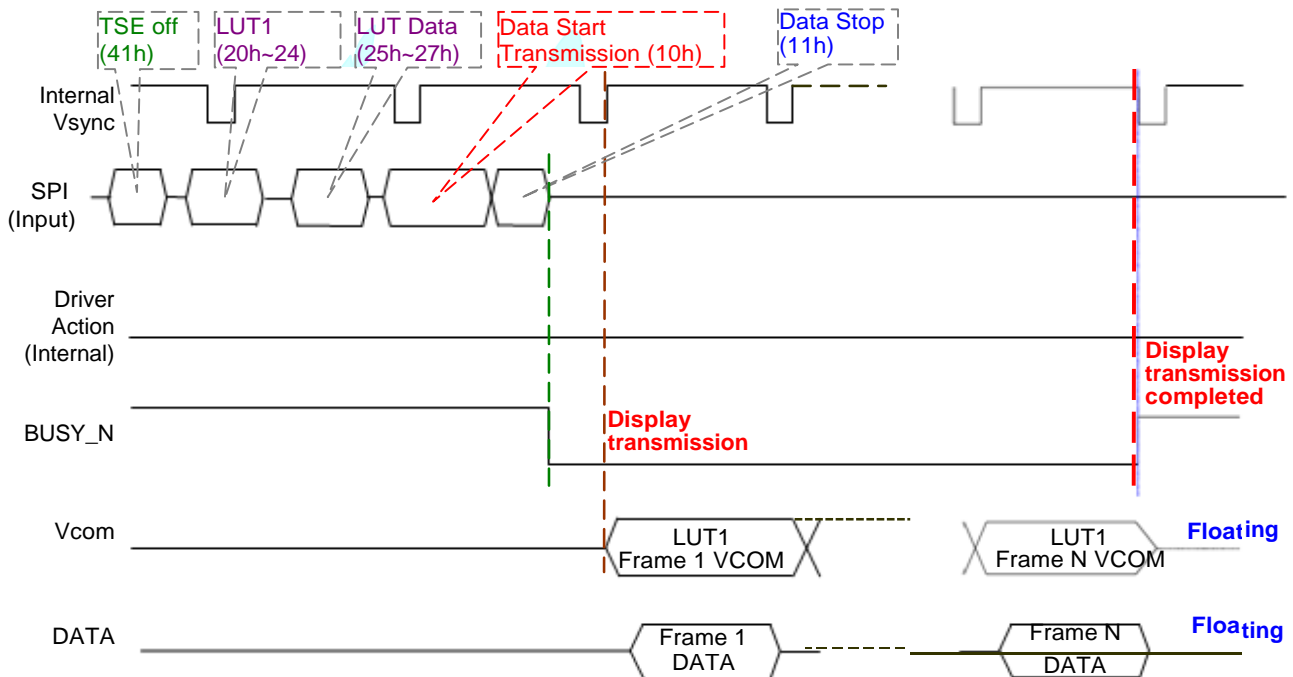 TSE off
(41h)
LUT1
(20h~24)
LUT Data
(25h~27h)
Data Start
Transmission (10h)
Data Stop
(11h)
Internal
Vsync
SPI
(Input)
Driver
Action
(Internal)
Display
transmission
completed
BUSY_N
Display
transmission
Vcom
LUT1
Frame 1 VCOM
LUT1
Frame N VCOM
Floating
DATA
Frame 1
DATA
Frame N
DATA
Floating